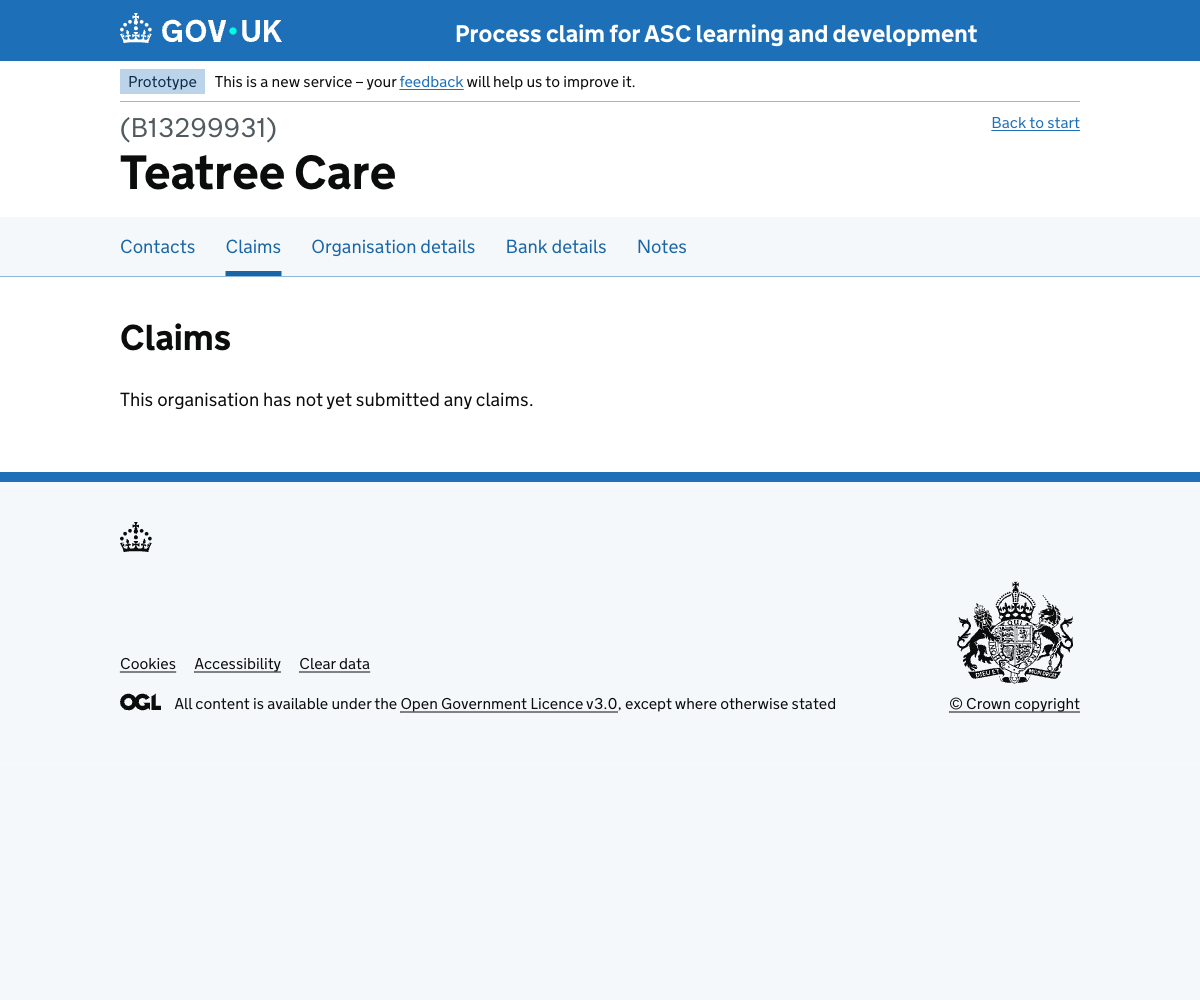 GOV·UK
Process claim for ASC learning and development
Prototype This is a new service – your feedback will help us to improve it.
(B13299931)
Back to start
Teatree Care
Contacts Claims Organisation details Bank details Notes
Claims
This organisation has not yet submitted any claims.
Cookies Accessibility Clear data
OGL All content is available under the Open Government Licence v3.0, except where otherwise stated
© Crown copyright